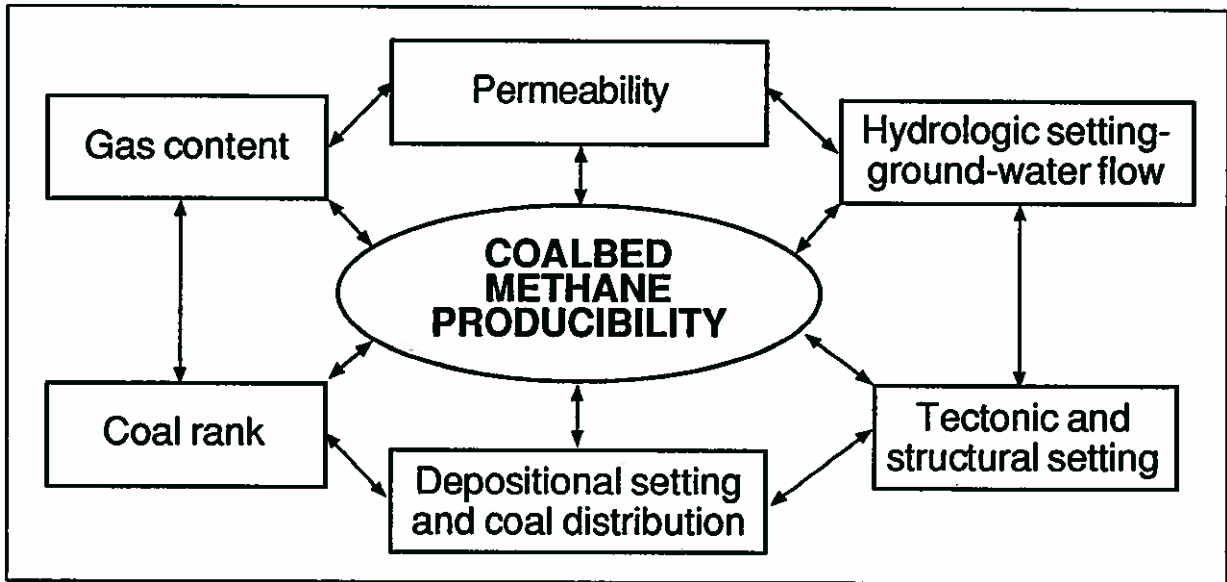 Permeability
Gas content
Hydrologic setting-
ground-water flow
COALBED
METHANE
PRODUCIBILITY
Coal rank
Depositional setting
and coal distribution
Tectonic and
structural setting